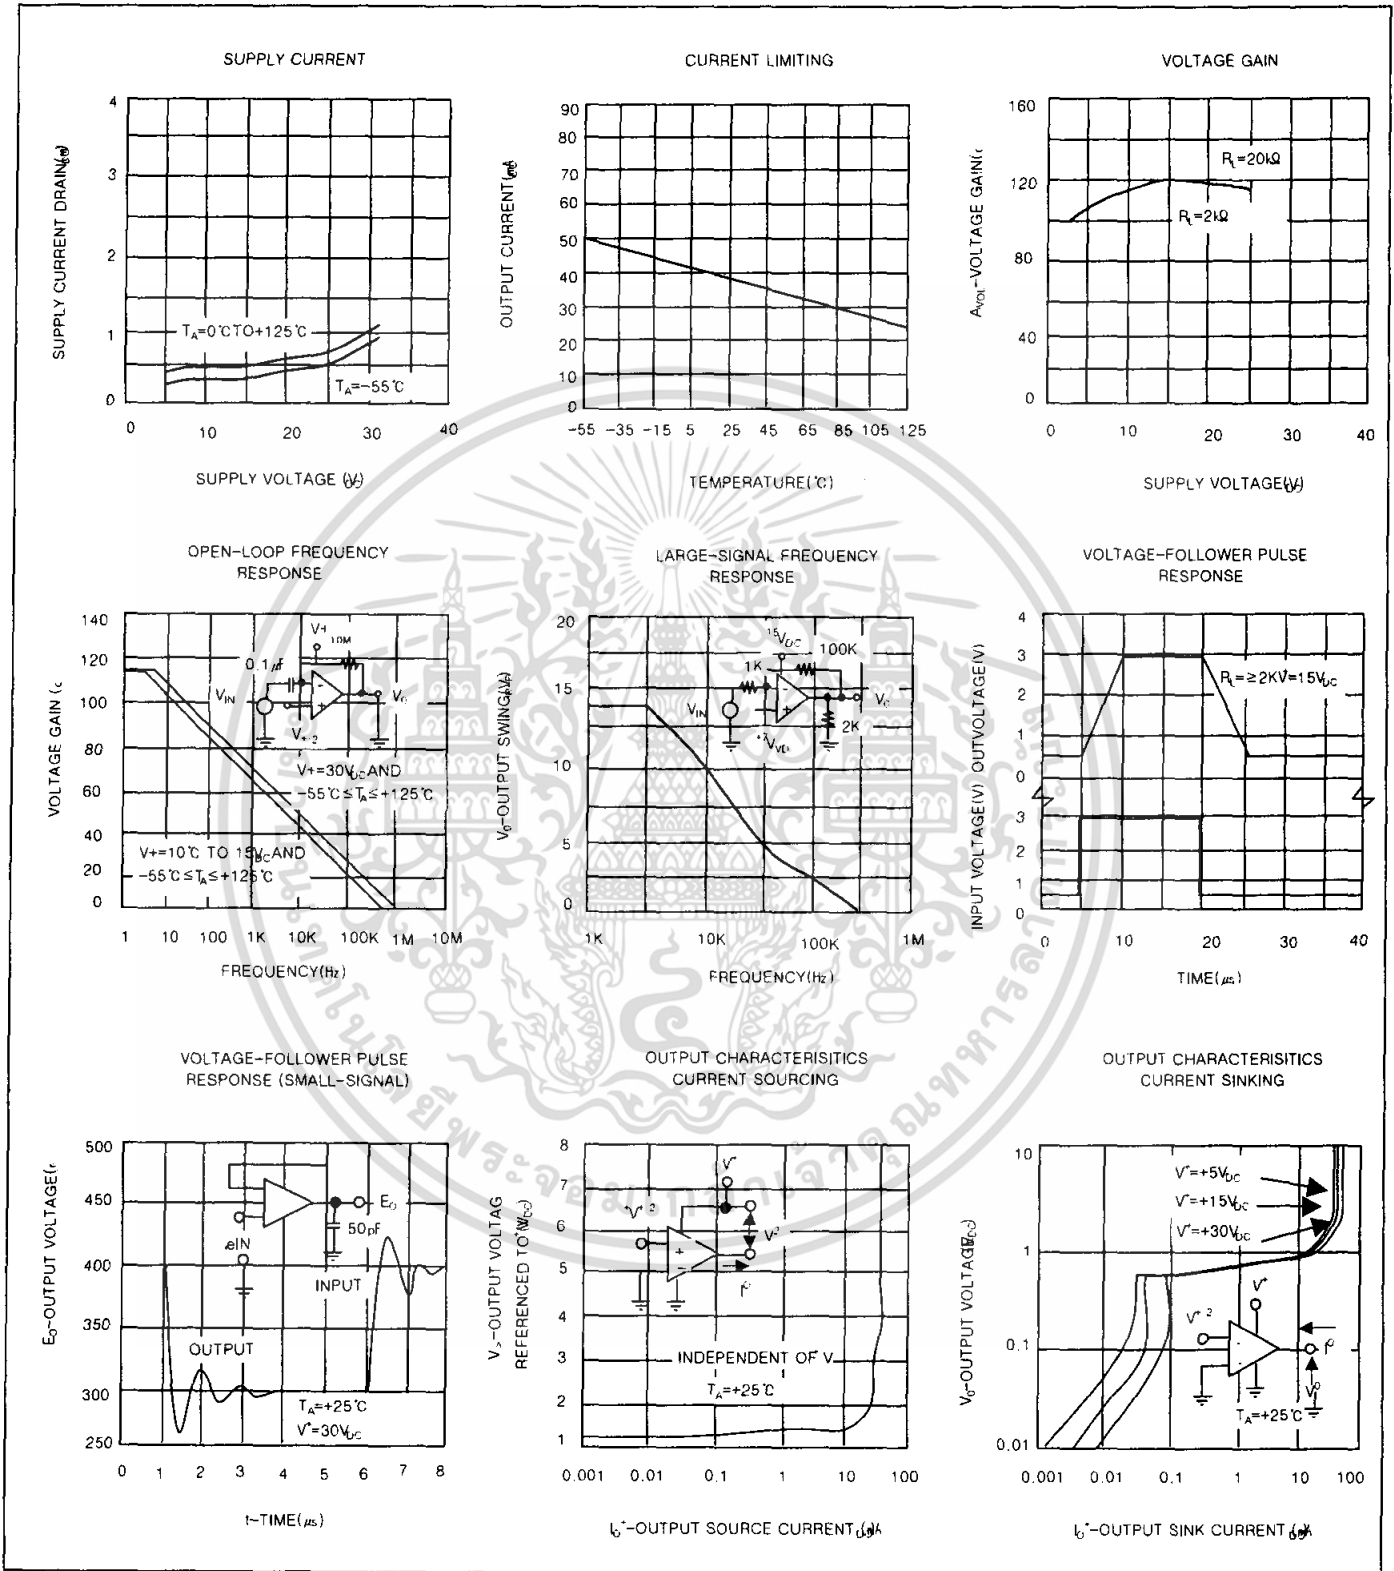 SUPPLY CURRENT
SUPPLY CURRENT DRAIN
4
3
2
1
0
T_A=0°C TO+125°C
T_A=-55°C
0 10 20 30 40
SUPPLY VOLTAGE
CURRENT LIMITING
OUTPUT CURRENT
90
80
70
60
50
40
30
20
10
0
-55 -35 -15 5 25 45 65 85 105 125
TEMPERATURE(°C)
VOLTAGE GAIN
A_VOL-VOLTAGE GAIN
160
120
80
40
0
R_L=20kΩ
R_L=2kΩ
0 10 20 30 40
SUPPLY VOLTAGE
OPEN-LOOP FREQUENCY
RESPONSE
VOLTAGE GAIN
140
120
100
80
60
40
20
0
V+
10M
0.1μF
V_IN
V_O
V+=30V_DC AND
-55°C≤T_A≤+125°C
V+=10°C TO 15V_DC AND
-55°C≤T_A≤+125°C
1 10 100 1K 10K 100K 1M 10M
FREQUENCY(Hz)
LARGE-SIGNAL FREQUENCY
RESPONSE
V_O-OUTPUT SWING
20
15
10
5
0
15V_DC
100K
1K
V_IN
V_O
2K
1K 10K 100K 1M
FREQUENCY(Hz)
VOLTAGE-FOLLOWER PULSE
RESPONSE
INPUT VOLTAGE(V) OUTVOLTAGE(V)
4
3
2
1
0
3
2
1
0
R_L=≥2KV=15V_DC
0 10 20 30 40
TIME(μs)
VOLTAGE-FOLLOWER PULSE
RESPONSE (SMALL-SIGNAL)
E_O-OUTPUT VOLTAGE
500
450
400
350
300
250
E_O
50pF
eIN
INPUT
OUTPUT
T_A=+25°C
V+=30V_DC
0 1 2 3 4 5 6 7 8
t-TIME(μs)
OUTPUT CHARACTERISITICS
CURRENT SOURCING
OUTPUT VOLTAG
REFERENCED TO
8
7
6
5
4
3
2
1
INDEPENDENT OF V
T_A=+25°C
0.001 0.01 0.1 1 10 100
I_O+-OUTPUT SOURCE CURRENT
OUTPUT CHARACTERISITICS
CURRENT SINKING
V_O-OUTPUT VOLTAGE
10
1
0.1
0.01
V+=+5V_DC
V+=+15V_DC
V+=+30V_DC
V+
T_A=+25°C
0.001 0.01 0.1 1 10 100
I_O--OUTPUT SINK CURRENT